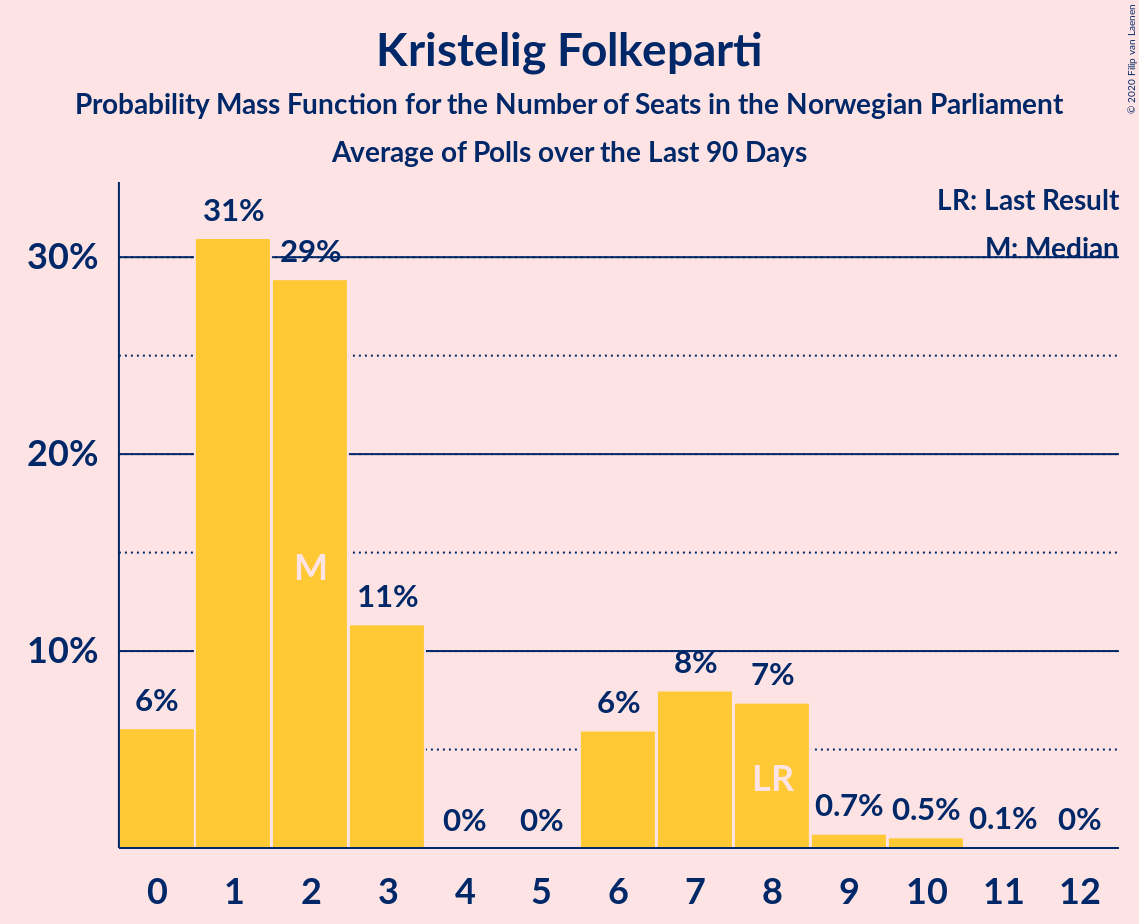 Kristelig Folkeparti
Probability Mass Function for the Number of Seats in the Norwegian Parliament
Average of Polls over the Last 90 Days
© 2020 Filip van Laenen
LR: Last Result
M: Median
30%
20%
10%
6%
31%
29%
11%
0%
0%
6%
8%
7%
0.7%
0.5%
0.1%
0%
M
LR
0 1 2 3 4 5 6 7 8 9 10 11 12